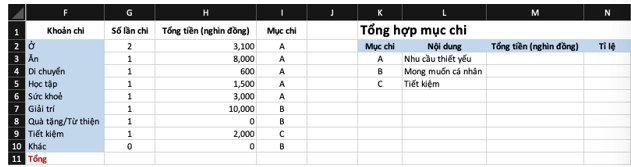 F G H I J K L M N
1 Khoản chi Số lần chi Tổng tiền (nghìn đồng) Mục chi Tổng hợp mục chi
2 Ở 2 3,100 A Mục chi Nội dung Tổng tiền (nghìn đồng) Tỉ lệ
3 Ăn 1 8,000 A A Nhu cầu thiết yếu
4 Di chuyển 1 600 A B Mong muốn cá nhân
5 Học tập 1 1,500 A C Tiết kiệm
6 Sức khoẻ 1 3,000 A
7 Giải trí 1 10,000 B
8 Quà tặng/Từ thiện 1 0 B
9 Tiết kiệm 1 2,000 C
10 Khác 0 0 B
11 Tổng